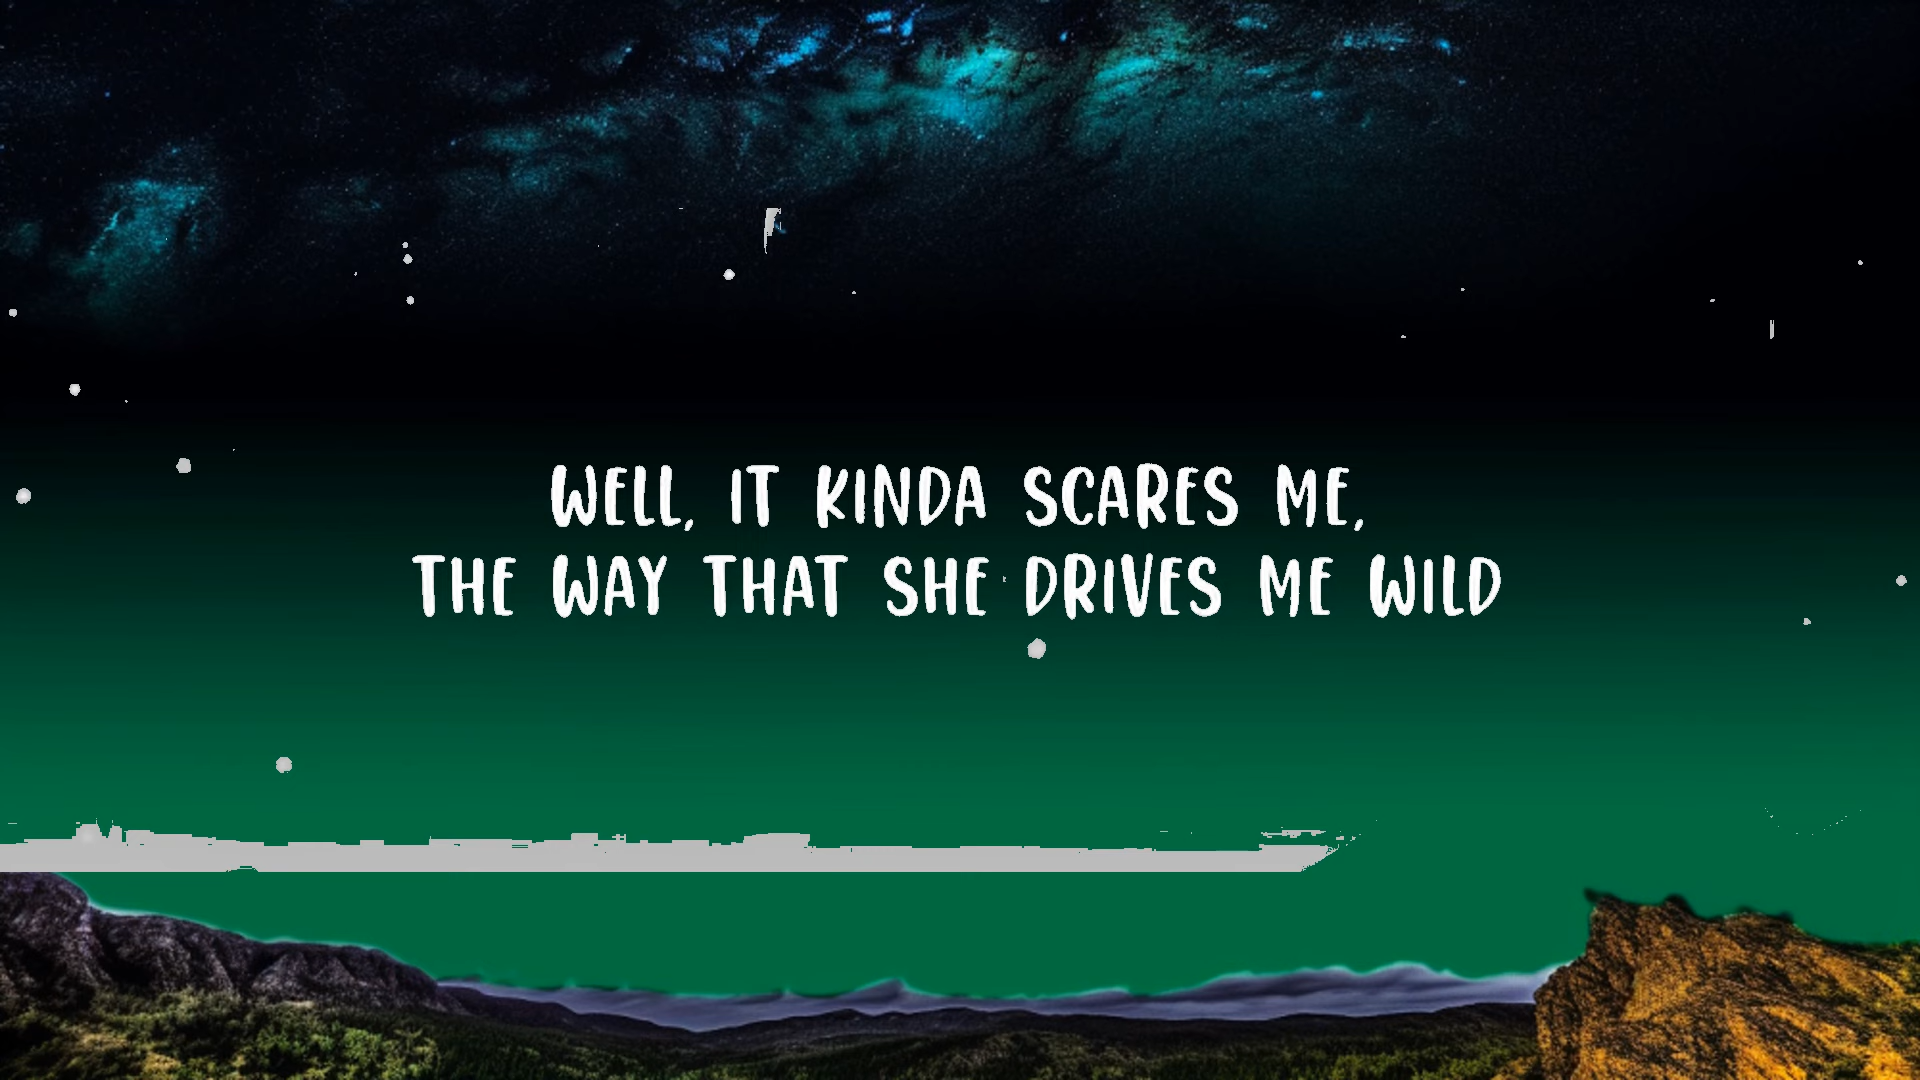 WELL, IT KINDA SCARES ME,
THE WAY THAT SHE DRIVES ME WILD